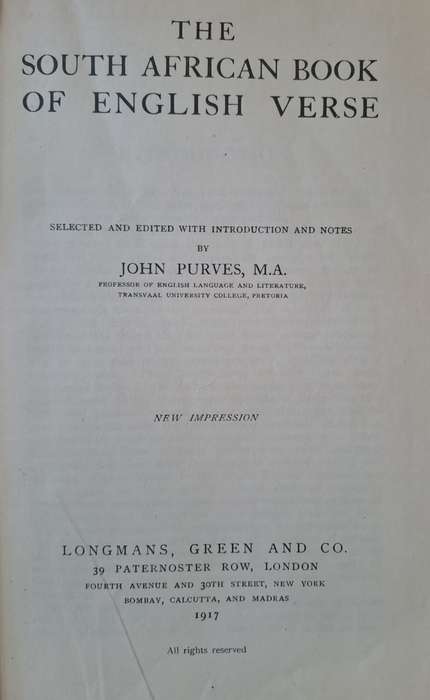 THE
SOUTH AFRICAN BOOK
OF ENGLISH VERSE
SELECTED AND EDITED WITH INTRODUCTION AND NOTES
BY
JOHN PURVES, M.A.
PROFESSOR OF ENGLISH LANGUAGE AND LITERATURE,
TRANSVAAL UNIVERSITY COLLEGE, PRETORIA
NEW IMPRESSION
LONGMANS, GREEN AND CO.
39 PATERNOSTER ROW, LONDON
FOURTH AVENUE AND 30TH STREET, NEW YORK
BOMBAY, CALCUTTA, AND MADRAS
1917
All rights reserved